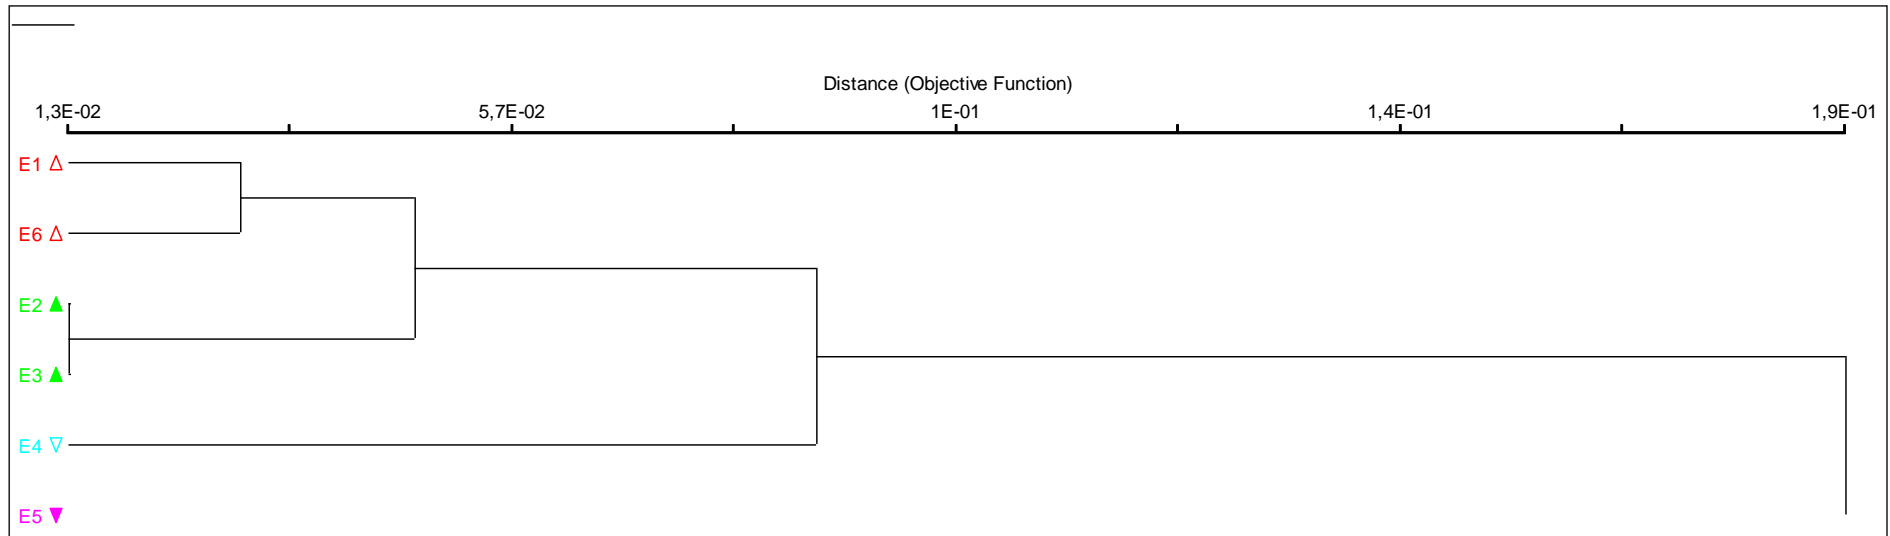 Distance (Objective Function)
1,3E-02 5,7E-02 1E-01 1,4E-01 1,9E-01
E1
E6
E2
E3
E4
E5